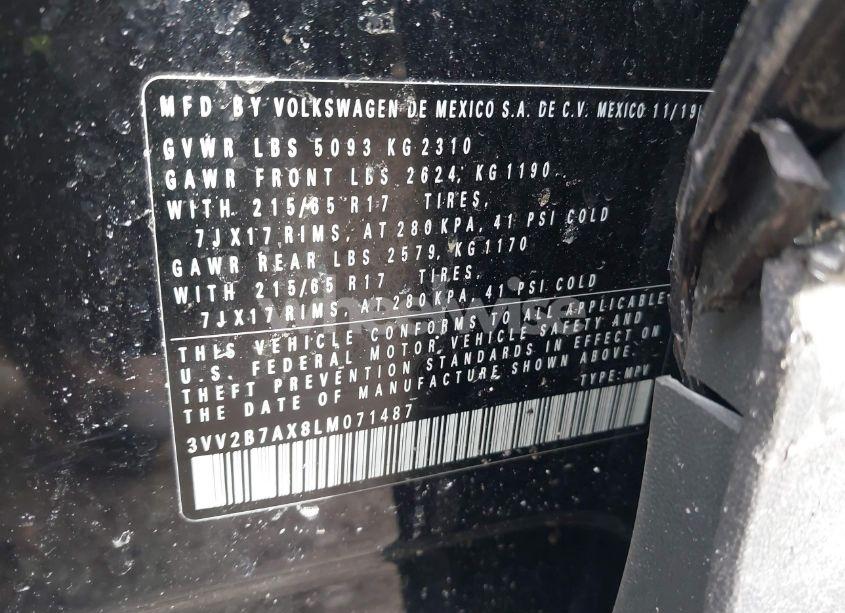 MFD. BY VOLKSWAGEN DE MEXICO S.A. DE C.V. MEXICO 11/19
GVWR LBS 5093 KG 2310
GAWR FRONT LBS 2624, KG 1190
WITH 215/65 R17 TIRES,
7JX17 RIMS, AT 280 KPA, 41 PSI COLD
GAWR REAR LBS 2579, KG 1170
WITH 215/65 R17 TIRES,
7JX17 RIMS, AT 280 KPA, 41 PSI COLD
THIS VEHICLE CONFORMS TO ALL APPLICABLE
U.S. FEDERAL MOTOR VEHICLE SAFETY AND
THEFT PREVENTION STANDARDS IN EFFECT ON
THE DATE OF MANUFACTURE SHOWN ABOVE.
TYPE: MPV
3VV2B7AX8LM071487